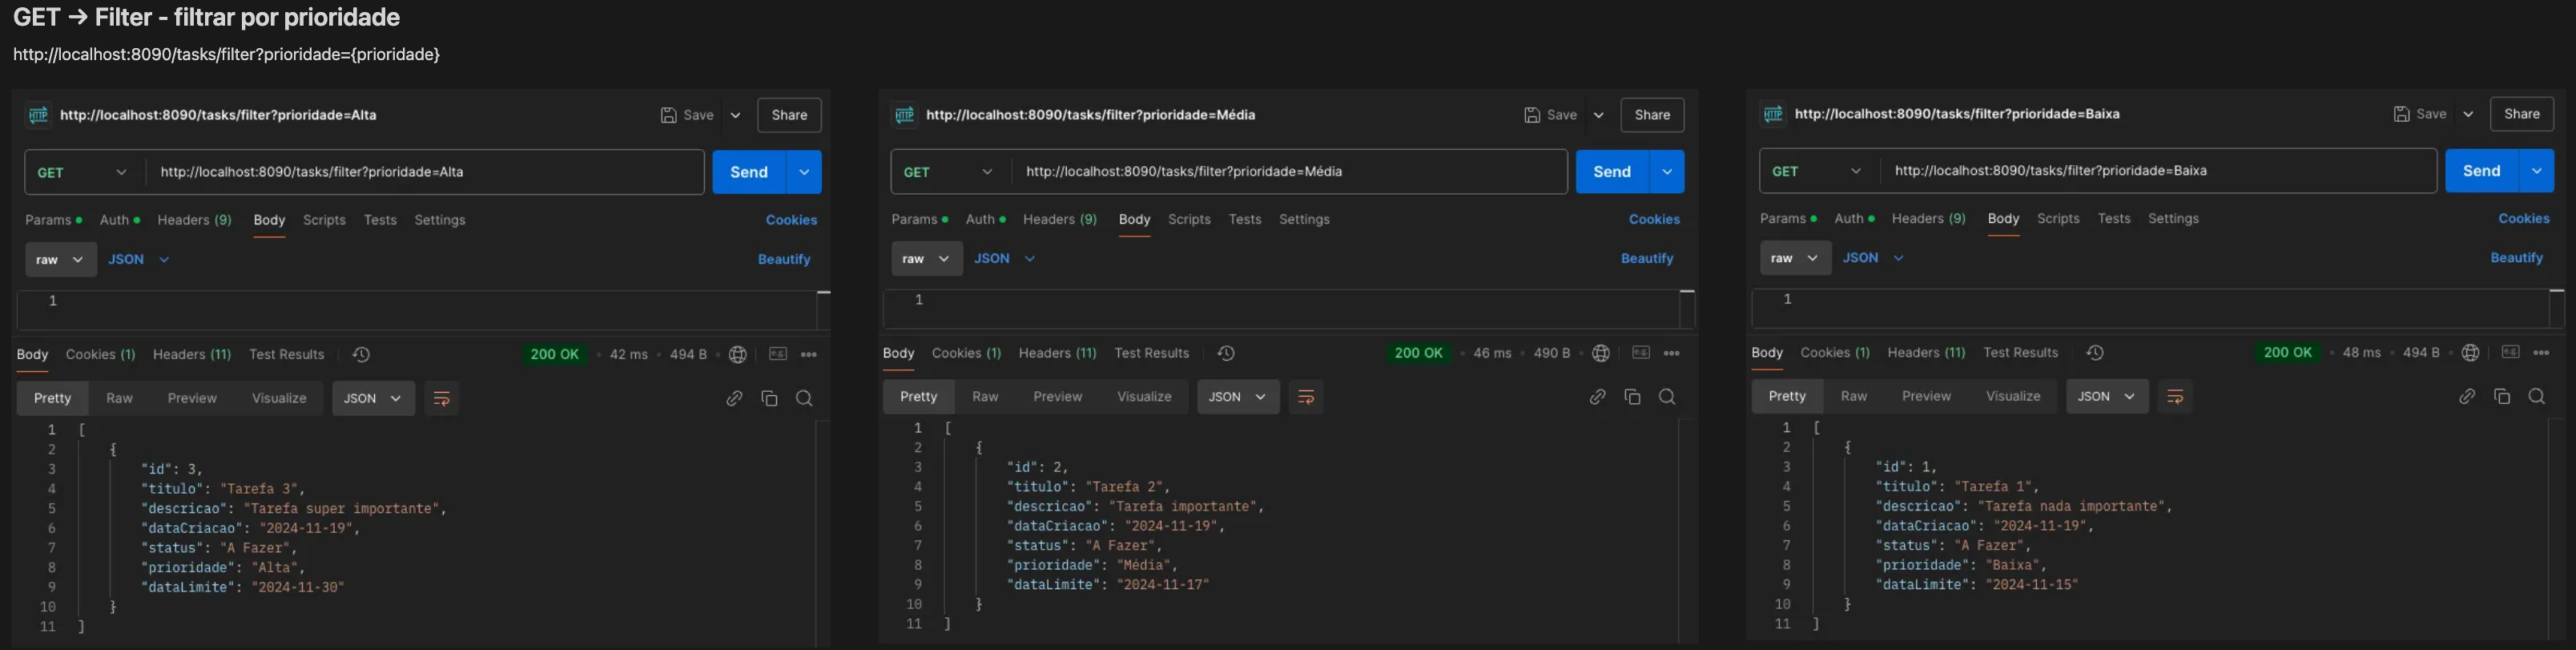 GET → Filter - filtrar por prioridade
http://localhost:8090/tasks/filter?prioridade={prioridade}
HTTP http://localhost:8090/tasks/filter?prioridade=Alta Save Share
GET http://localhost:8090/tasks/filter?prioridade=Alta Send
Params Auth Headers (9) Body Scripts Tests Settings Cookies
raw JSON Beautify
1
Body Cookies (1) Headers (11) Test Results 200 OK • 42 ms • 494 B
Pretty Raw Preview Visualize JSON
1 [
2 {
3 "id": 3,
4 "titulo": "Tarefa 3",
5 "descricao": "Tarefa super importante",
6 "dataCriacao": "2024-11-19",
7 "status": "A Fazer",
8 "prioridade": "Alta",
9 "dataLimite": "2024-11-30"
10 }
11 ]
HTTP http://localhost:8090/tasks/filter?prioridade=Média Save Share
GET http://localhost:8090/tasks/filter?prioridade=Média Send
Params Auth Headers (9) Body Scripts Tests Settings Cookies
raw JSON Beautify
1
Body Cookies (1) Headers (11) Test Results 200 OK • 46 ms • 490 B
Pretty Raw Preview Visualize JSON
1 [
2 {
3 "id": 2,
4 "titulo": "Tarefa 2",
5 "descricao": "Tarefa importante",
6 "dataCriacao": "2024-11-19",
7 "status": "A Fazer",
8 "prioridade": "Média",
9 "dataLimite": "2024-11-17"
10 }
11 ]
HTTP http://localhost:8090/tasks/filter?prioridade=Baixa Save Share
GET http://localhost:8090/tasks/filter?prioridade=Baixa Send
Params Auth Headers (9) Body Scripts Tests Settings Cookies
raw JSON Beautify
1
Body Cookies (1) Headers (11) Test Results 200 OK • 48 ms • 494 B
Pretty Raw Preview Visualize JSON
1 [
2 {
3 "id": 1,
4 "titulo": "Tarefa 1",
5 "descricao": "Tarefa nada importante",
6 "dataCriacao": "2024-11-19",
7 "status": "A Fazer",
8 "prioridade": "Baixa",
9 "dataLimite": "2024-11-15"
10 }
11 ]